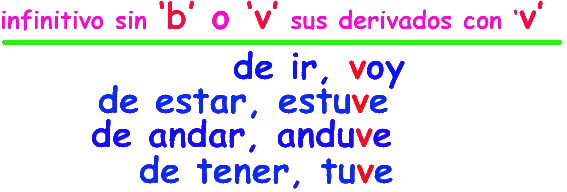 infinitivo sin 'b' o 'v' sus derivados con 'v'
de ir, voy
de estar, estuve
de andar, anduve
de tener, tuve